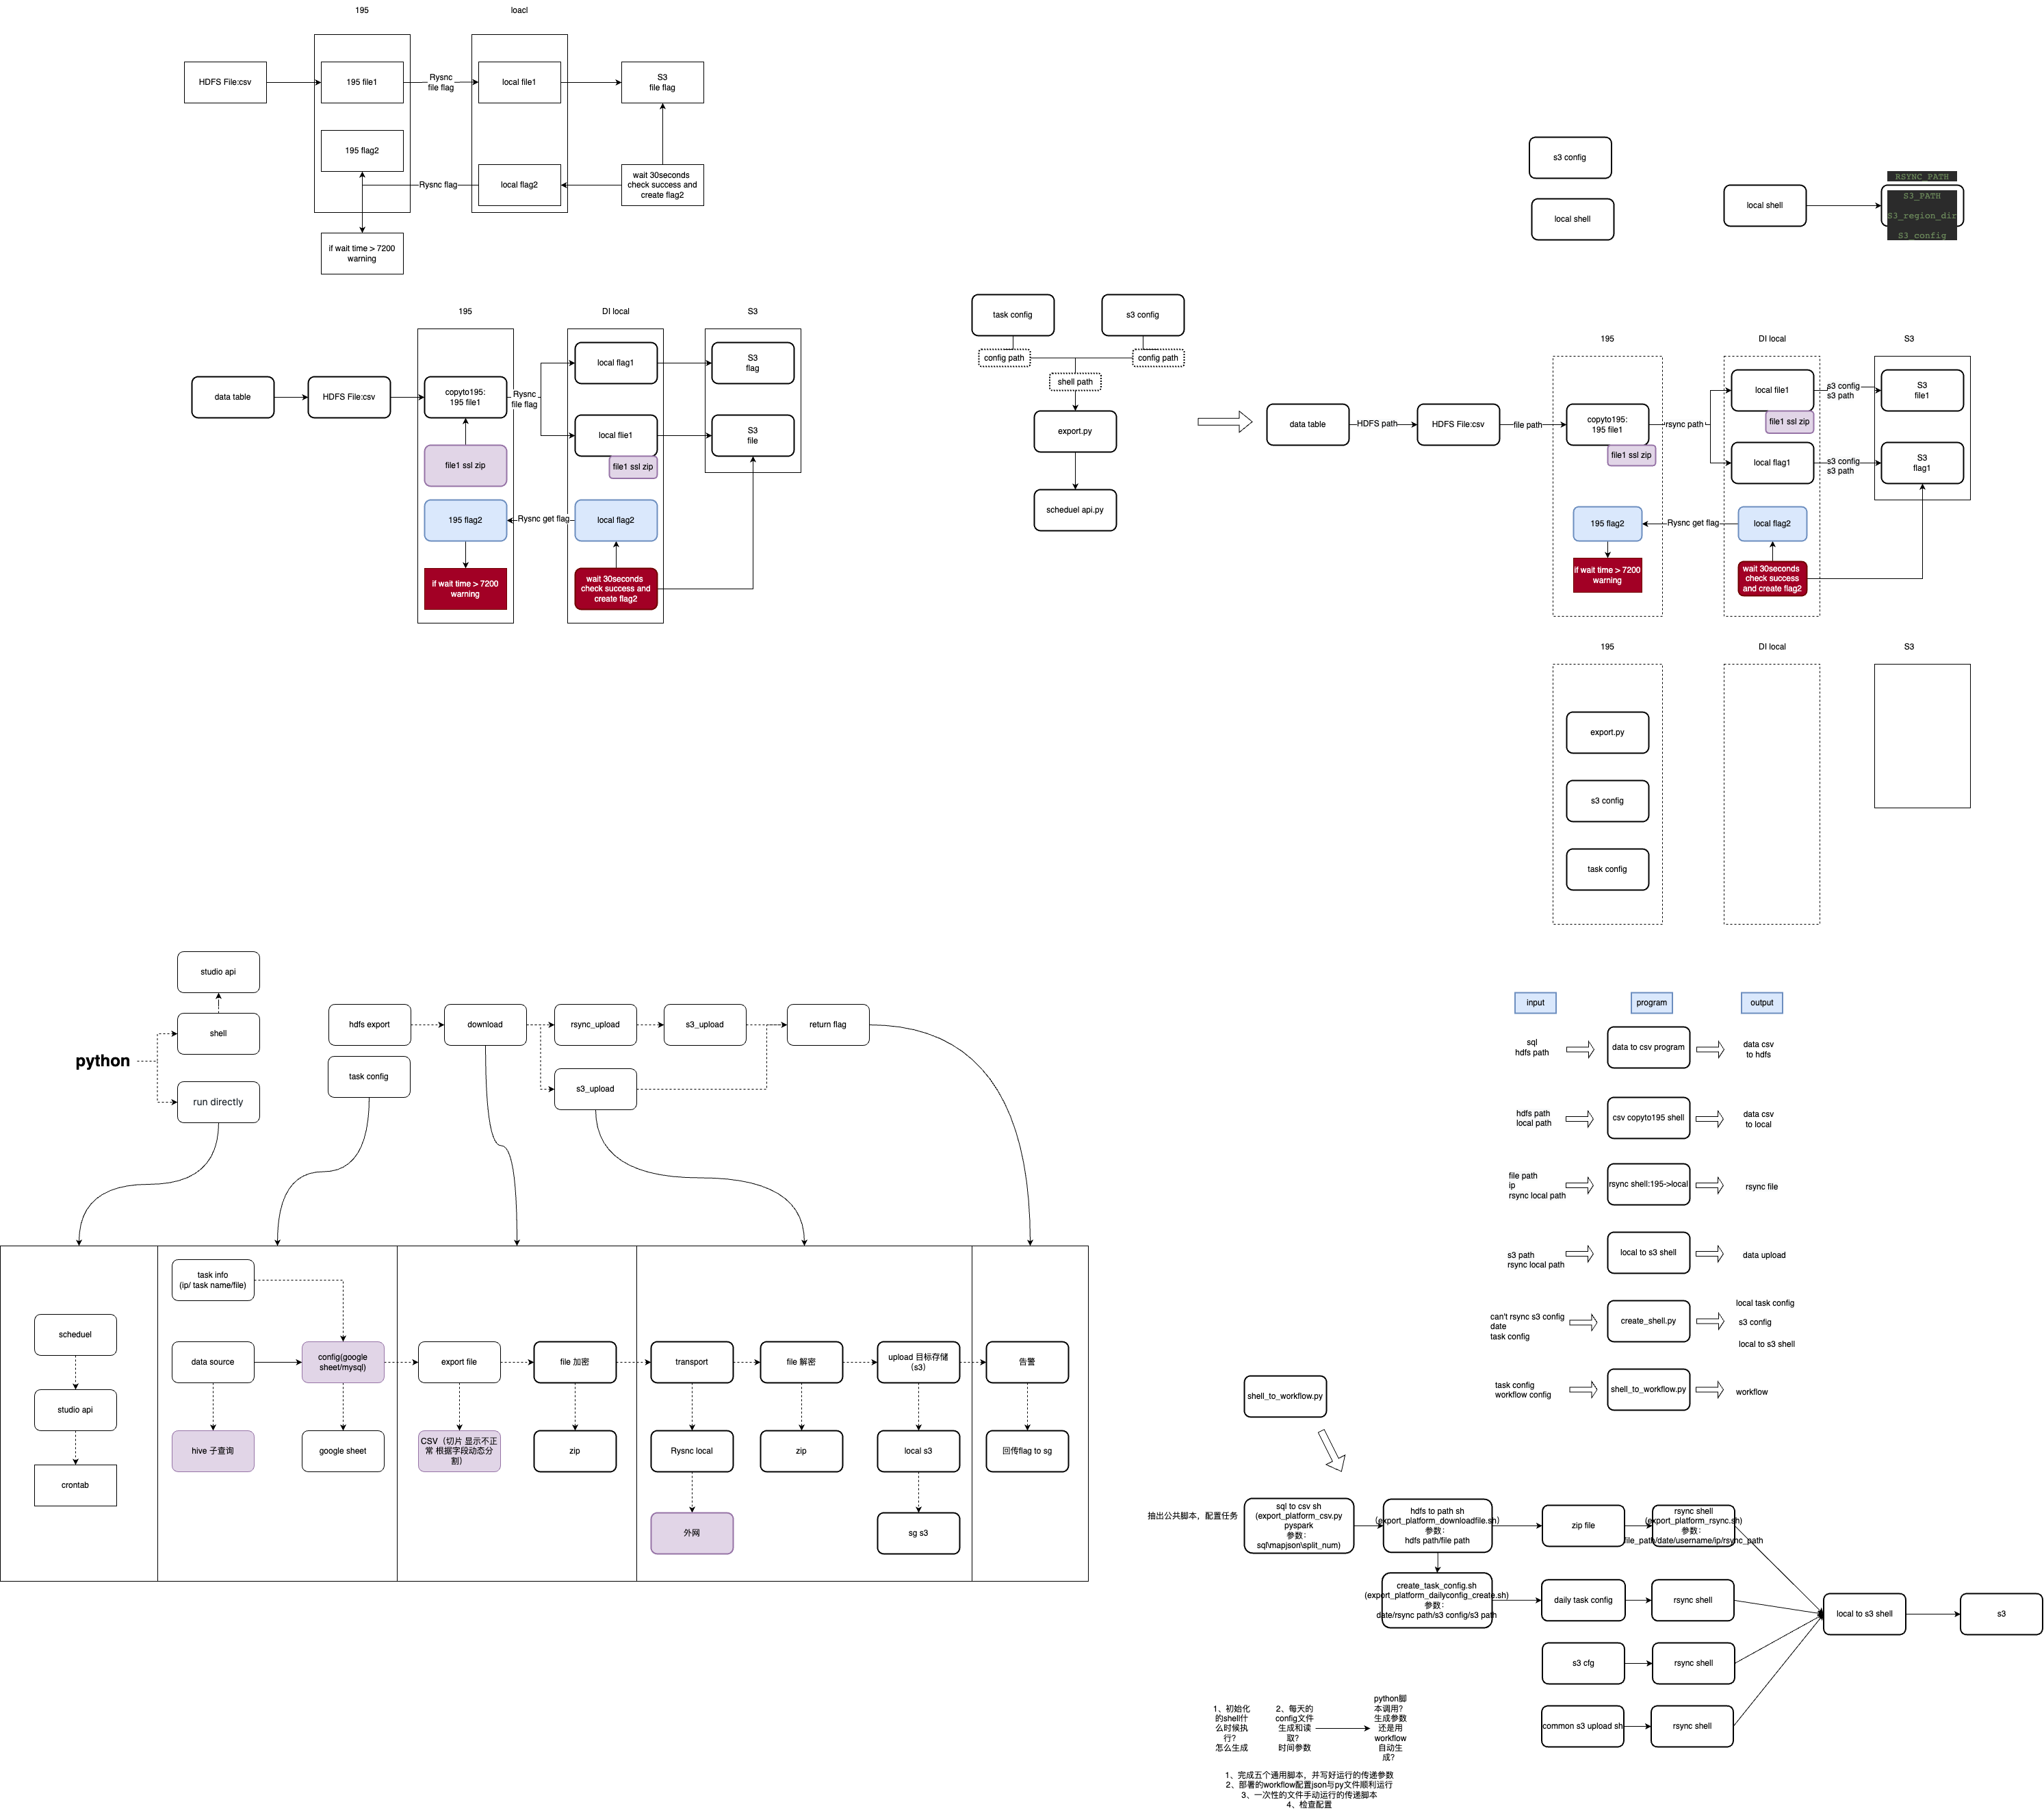 195
loacl
HDFS File:csv
195 file1
Rysnc
file flag
local file1
S3
file flag
195 flag2
Rysnc flag
local flag2
wait 30seconds
check success and
create flag2
if wait time > 7200
warning
s3 config
local shell
local shell
RSYNC_PATH
S3_PATH
S3_region_dir
S3_config
195
DI local
S3
data table
HDFS File:csv
copyto195:
195 file1
Rysnc
file flag
local flag1
S3
flag
local flie1
S3
file
file1 ssl zip
file1 ssl zip
195 flag2
Rysnc get flag
local flag2
if wait time > 7200
warning
wait 30seconds
check success and
create flag2
task config
s3 config
config path
config path
shell path
export.py
scheduel api.py
195
DI local
S3
data table
HDFS path
HDFS File:csv
file path
copyto195:
195 file1
file1 ssl zip
rsync path
local file1
file1 ssl zip
s3 config
s3 path
S3
file1
local flag1
s3 config
s3 path
S3
flag1
195 flag2
Rysnc get flag
local flag2
if wait time > 7200
warning
wait 30seconds
check success
and create flag2
195
DI local
S3
export.py
s3 config
task config
studio api
shell
python
run directly
hdfs export
download
rsync_upload
s3_upload
return flag
task config
s3_upload
task info
(ip/ task name/file)
scheduel
studio api
crontab
data source
config(google
sheet/mysql)
hive 子查询
google sheet
export file
file 加密
CSV（切片 显示不正
常 根据字段动态分
割）
zip
transport
file 解密
upload 目标存储
（s3）
Rysnc local
zip
local s3
外网
sg s3
告警
回传flag to sg
input
program
output
sql
hdfs path
data to csv program
data csv
to hdfs
hdfs path
local path
csv copyto195 shell
data csv
to local
file path
ip
rsync local path
rsync shell:195->local
rsync file
s3 path
rsync local path
local to s3 shell
data upload
can't rsync s3 config
date
task config
create_shell.py
local task config
s3 config
local to s3 shell
task config
workflow config
shell_to_workflow.py
workflow
shell_to_workflow.py
抽出公共脚本，配置任务
sql to csv sh
(export_platform_csv.py
pyspark
参数：
sql\mapjson\split_num)
hdfs to path sh
（export_platform_downloadfile.sh）
参数：
hdfs path/file path
zip file
rsync shell
(export_platform_rsync.sh)
参数：
file_path/date/username/ip/rsync_path
create_task_config.sh
(export_platform_dailyconfig_create.sh)
参数：
date/rsync path/s3 config/s3 path
daily task config
rsync shell
local to s3 shell
s3
s3 cfg
rsync shell
common s3 upload sh
rsync shell
1、初始化
的shell什
么时候执
行？
怎么生成
2、每天的
config文件
生成和读
取？
时间参数
python脚
本调用？
生成参数
还是用
workflow
自动生
成？
1、完成五个通用脚本，并写好运行的传递参数
2、部署的workflow配置json与py文件顺利运行
3、一次性的文件手动运行的传递脚本
4、检查配置